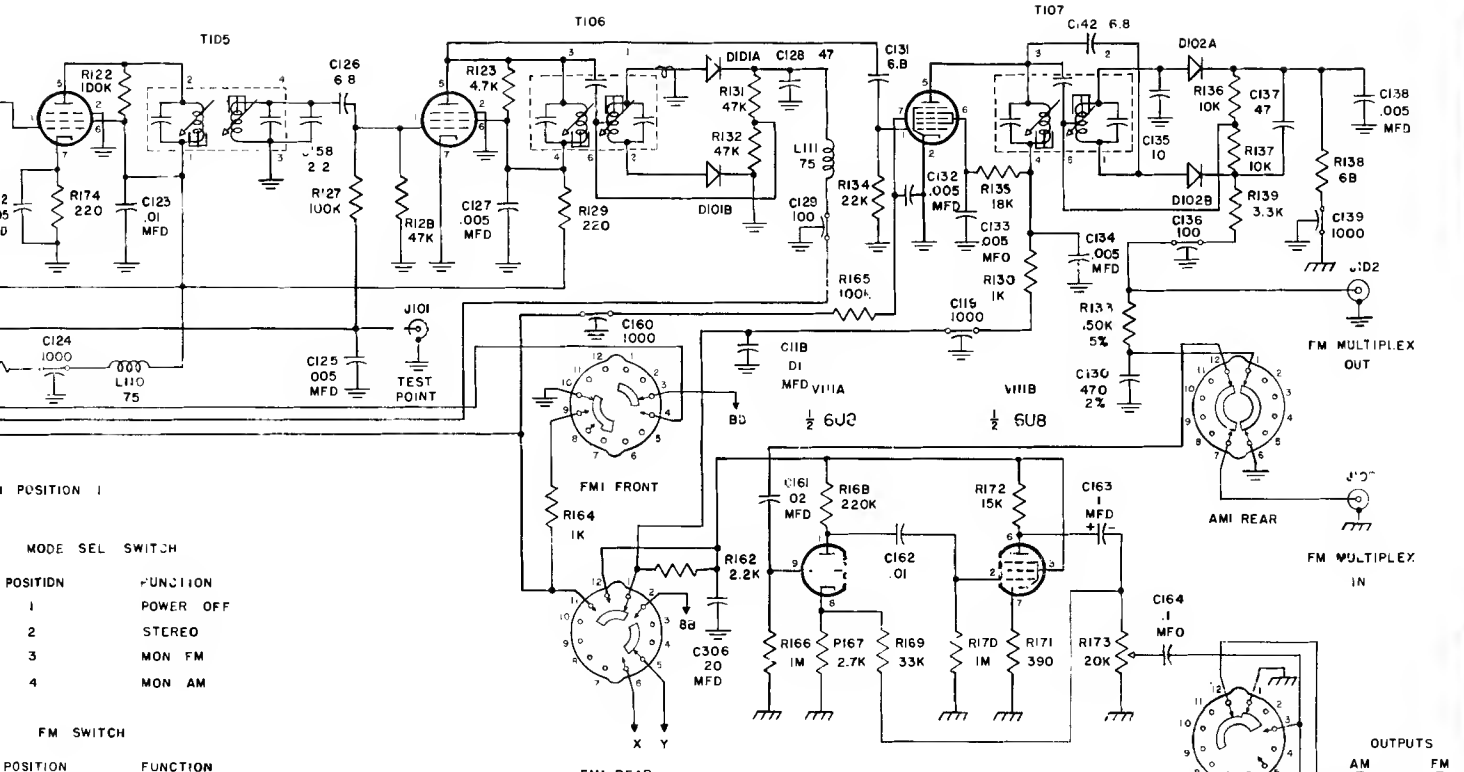 T105
T106
T107
C142 6.8
R122
100K
C126
6 8
R123
4.7K
D101A
C128 47
C131
6.8
D102A
R131
47K
R136
10K
C137
47
C138
.005
MFD
R132
47K
L111
75
C135
10
R137
10K
R138
68
2 2
R127
100K
R174
220
C123
.01
MFD
R128
47K
C127
.005
MFD
R129
220
D101B
C129
100
R134
22K
C132
.005
MFD
R135
18K
D102B
C136
100
R139
3.3K
C133
.005
MFD
C134
.005
MFD
C139
1000
R165
100K
R130
1K
J101
TEST
POINT
C160
1000
C119
1000
FM MULTIPLEX
OUT
C124
1000
L110
75
C125
005
MFD
5%
C130
470
2%
V111A
V111B
1/2 6U8
1/2 6U8
POSITION 1
FM1 FRONT
R164
1K
C161
02
MFD
R168
220K
R172
15K
C163
1
MFD
AM1 REAR
FM MULTIPLEX
IN
MODE SEL SWITCH
POSITION FUNCTION
1 POWER OFF
2 STEREO
3 MON FM
4 MON AM
R162
2.2K
C162
.01
C306
20
MFD
R166
1M
2.7K
R169
33K
R170
1M
R171
390
R173
20K
C164
.1
MFD
X Y
FM SWITCH
POSITION FUNCTION
OUTPUTS
AM FM